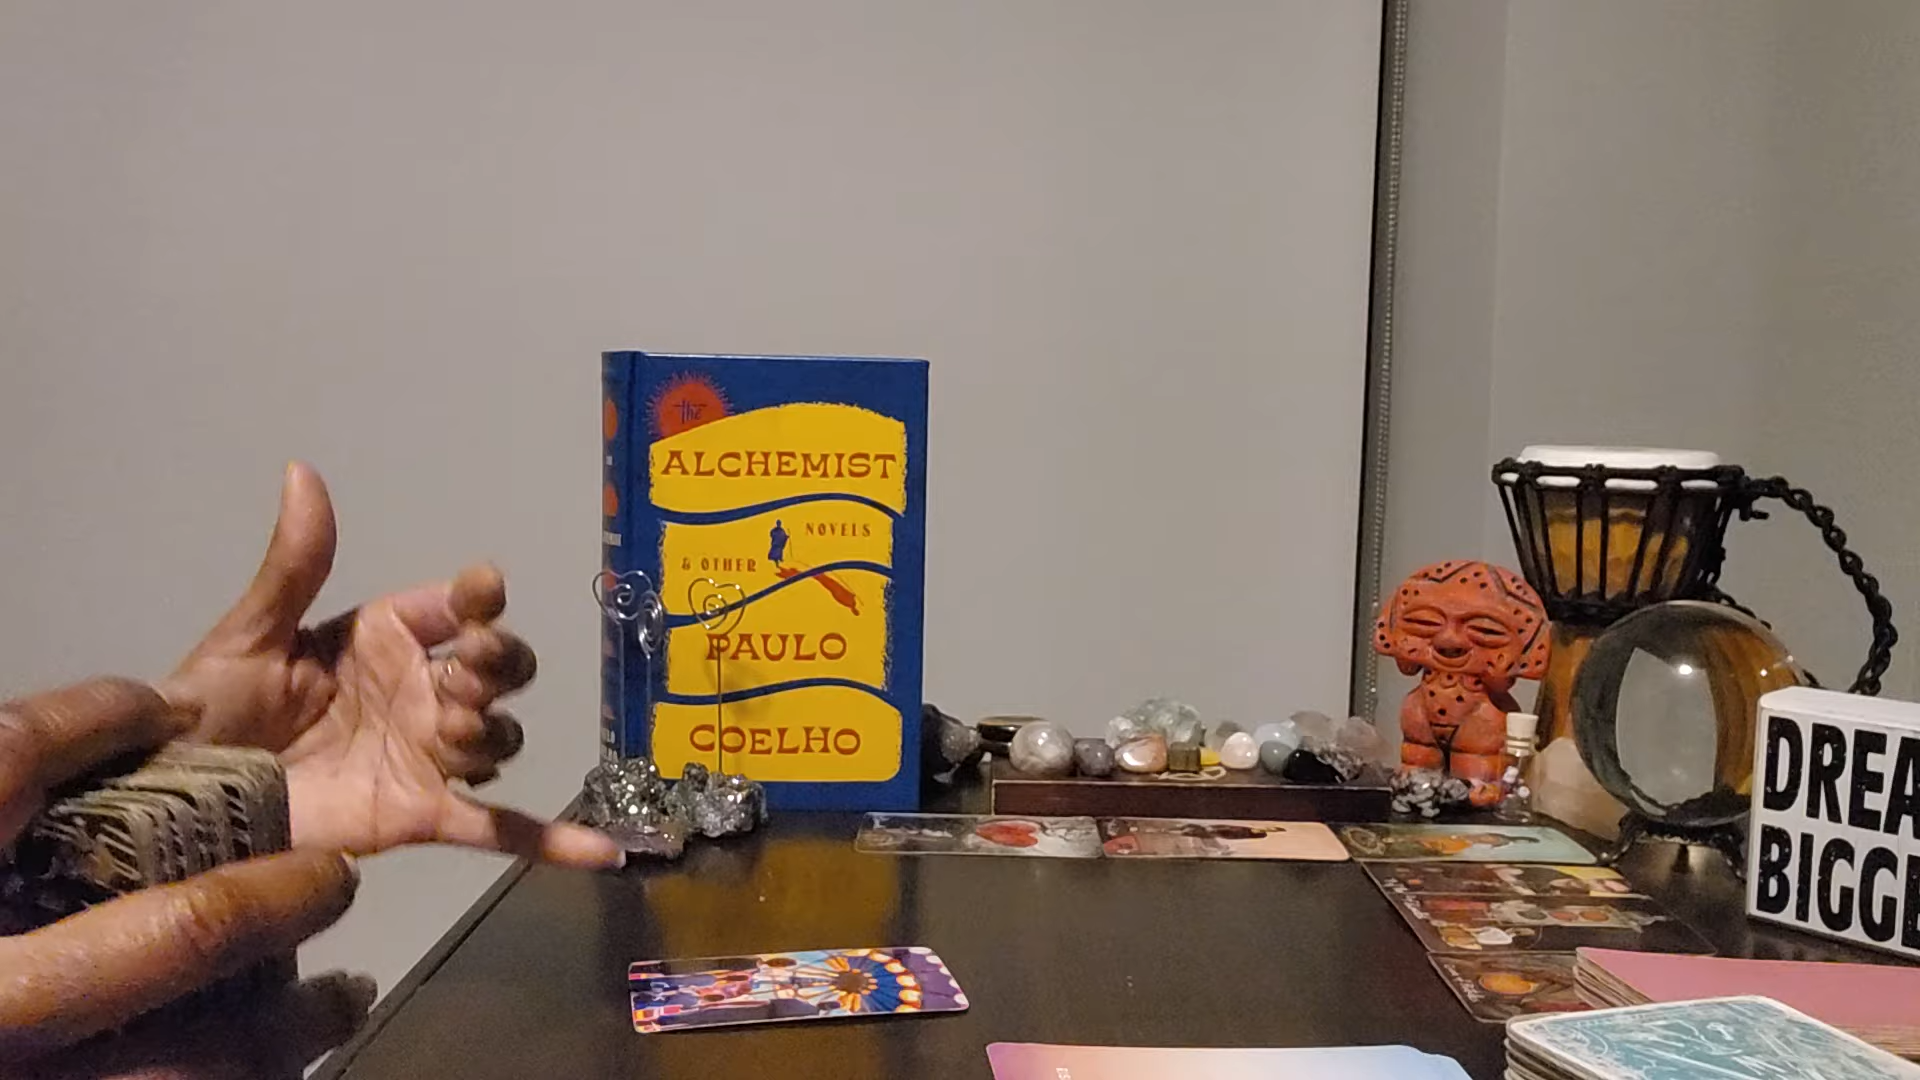 the
ALCHEMIST
NOVELS
& OTHER
PAULO
COELHO
DREA
BIGGE